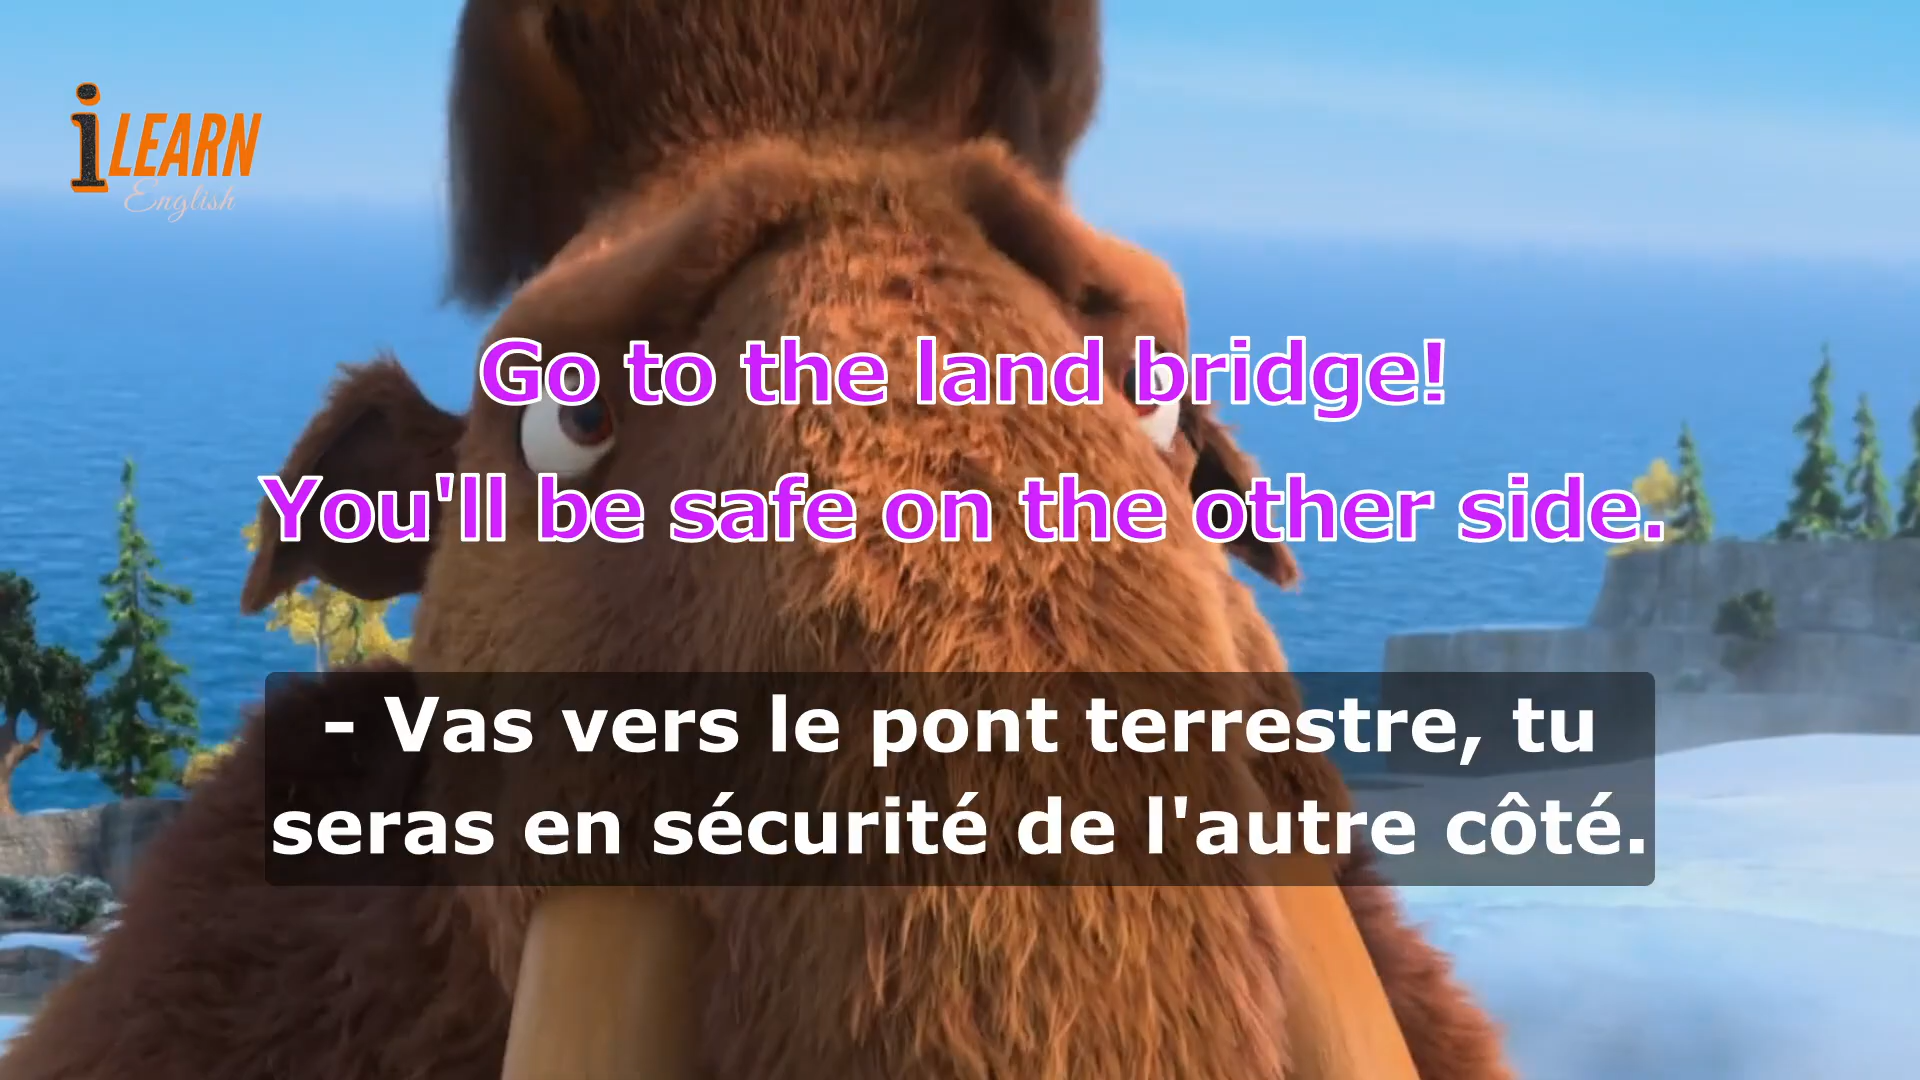 iLEARN
English
Go to the land bridge!
You'll be safe on the other side.
- Vas vers le pont terrestre, tu
seras en sécurité de l'autre côté.